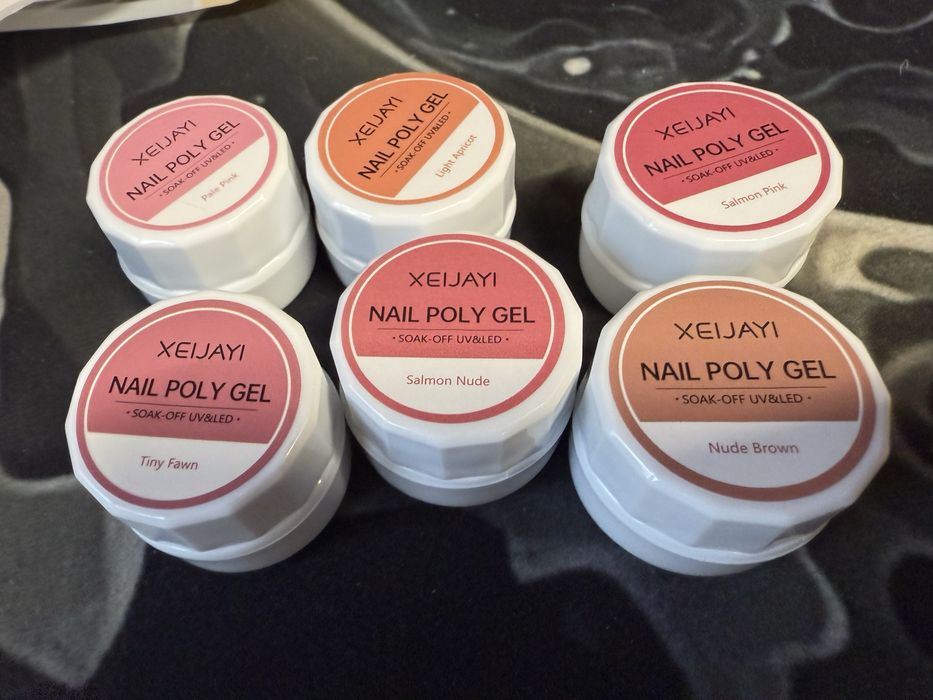 XEIJAYI
NAIL POLY GEL
· SOAK-OFF UV&LED ·
Pale Pink
XEIJAYI
NAIL POLY GEL
· SOAK-OFF UV&LED ·
Light Apricot
XEIJAYI
NAIL POLY GEL
· SOAK-OFF UV&LED ·
Salmon Pink
XEIJAYI
NAIL POLY GEL
· SOAK-OFF UV&LED ·
Tiny Fawn
XEIJAYI
NAIL POLY GEL
· SOAK-OFF UV&LED ·
Salmon Nude
XEIJAYI
NAIL POLY GEL
· SOAK-OFF UV&LED ·
Nude Brown